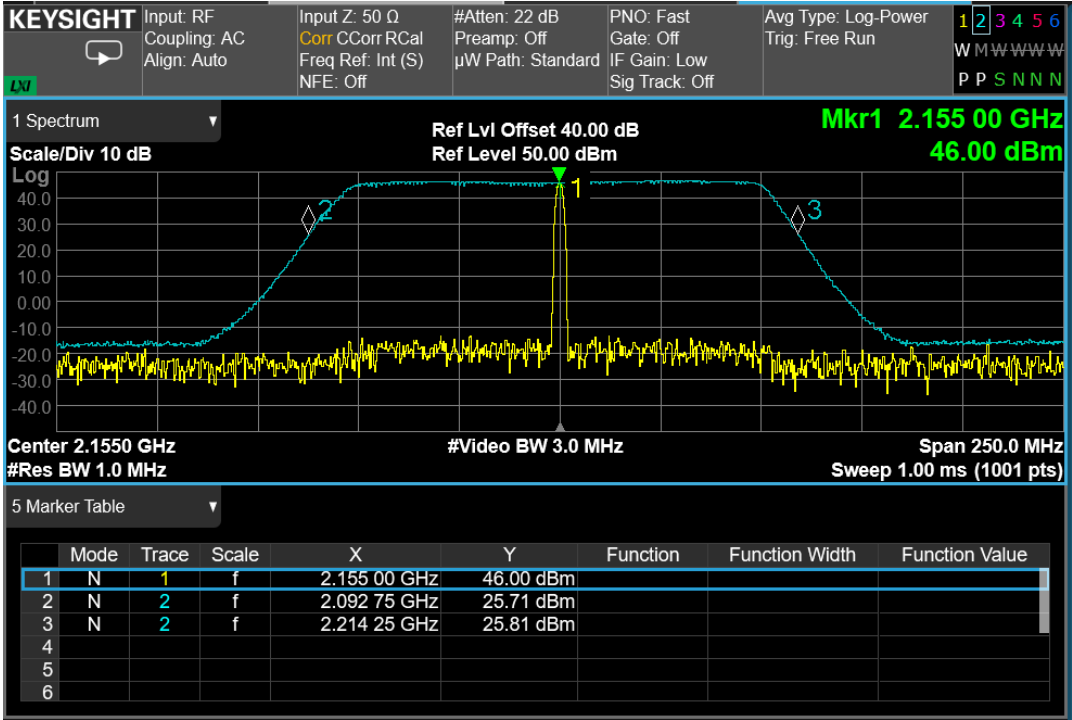 KEYSIGHT
Input: RF
Coupling: AC
Align: Auto
Input Z: 50 Ω
Corr CCorr RCal
Freq Ref: Int (S)
NFE: Off
#Atten: 22 dB
Preamp: Off
µW Path: Standard
PNO: Fast
Gate: Off
IF Gain: Low
Sig Track: Off
Avg Type: Log-Power
Trig: Free Run
1 2 3 4 5 6
W M W W W W
P P S N N N
LXI
1 Spectrum ▼
Scale/Div 10 dB
Ref Lvl Offset 40.00 dB
Ref Level 50.00 dBm
Mkr1 2.155 00 GHz
46.00 dBm
Log
40.0
30.0
20.0
10.0
0.00
-10.0
-20.0
-30.0
-40.0
2
1
3
Center 2.1550 GHz
#Video BW 3.0 MHz
Span 250.0 MHz
#Res BW 1.0 MHz
Sweep 1.00 ms (1001 pts)
5 Marker Table ▼
Mode Trace Scale X Y Function Function Width Function Value
1 N 1 f 2.155 00 GHz 46.00 dBm
2 N 2 f 2.092 75 GHz 25.71 dBm
3 N 2 f 2.214 25 GHz 25.81 dBm
4
5
6